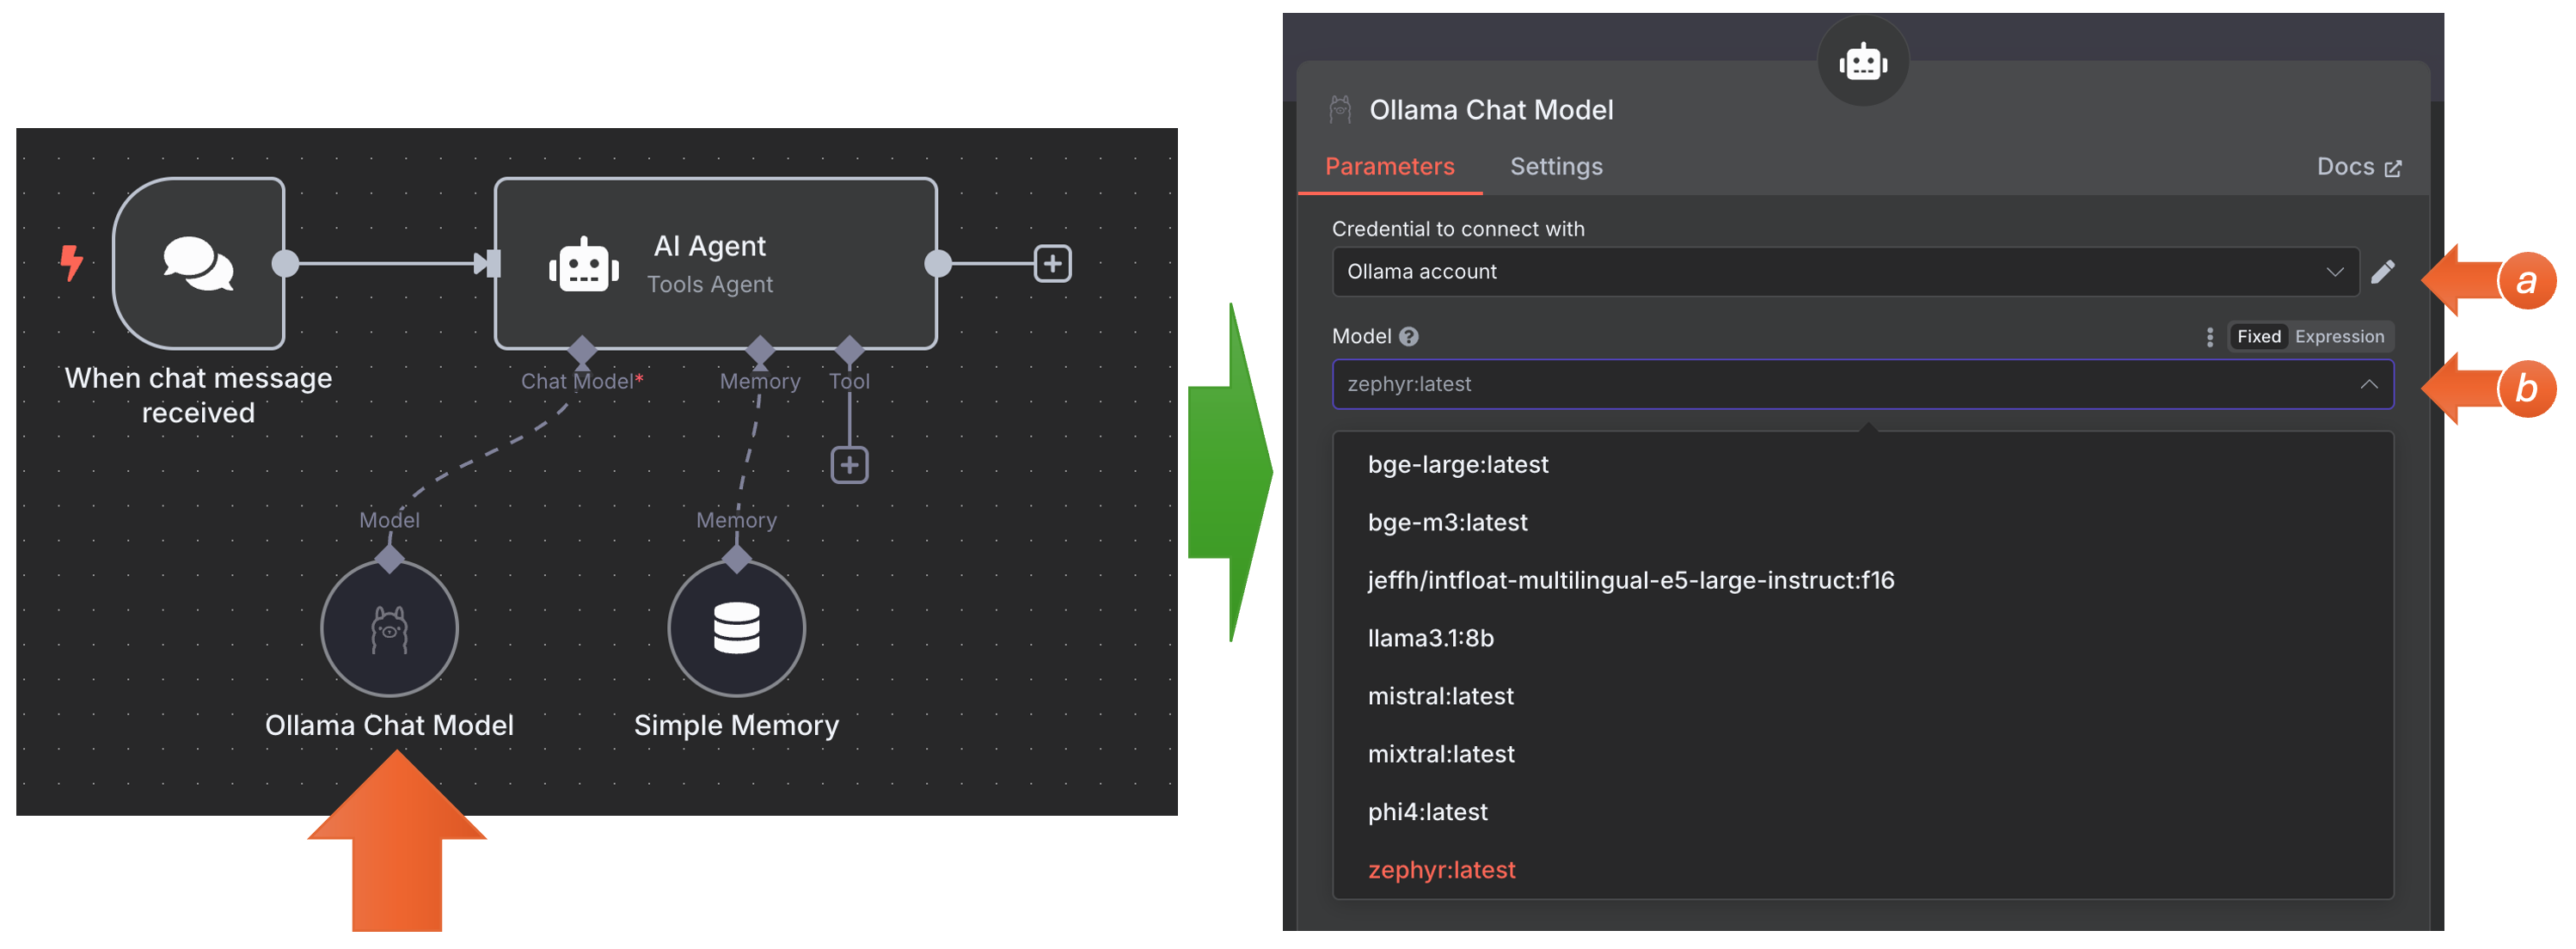 AI Agent
Tools Agent
When chat message
received
Chat Model*
Memory
Tool
Model
Memory
Ollama Chat Model
Simple Memory
Ollama Chat Model
Parameters
Settings
Docs
Credential to connect with
Ollama account
a
Model
Fixed
Expression
zephyr:latest
b
bge-large:latest
bge-m3:latest
jeffh/intfloat-multilingual-e5-large-instruct:f16
llama3.1:8b
mistral:latest
mixtral:latest
phi4:latest
zephyr:latest